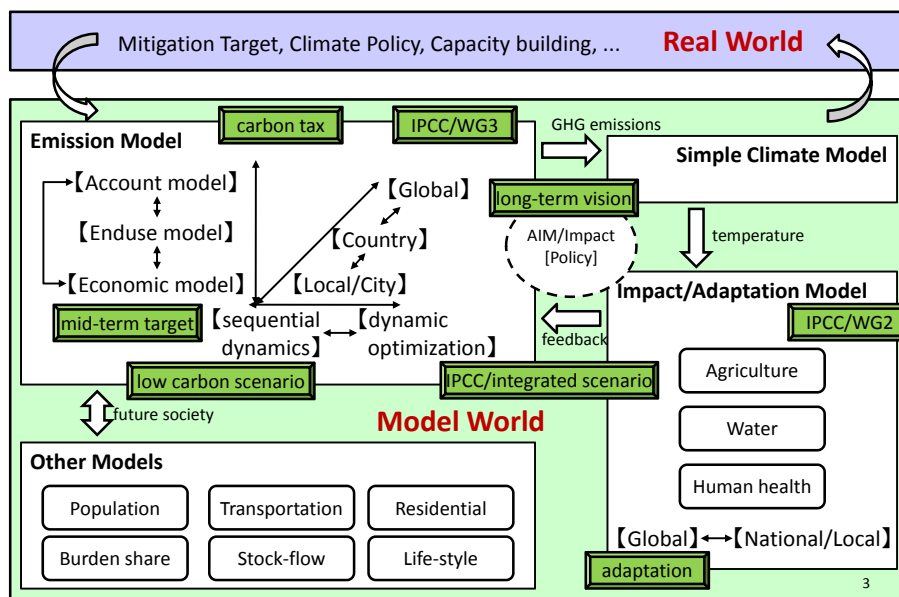 Mitigation Target, Climate Policy, Capacity building, ...
Real World
carbon tax
IPCC/WG3
Emission Model
【Account model】
【Enduse model】
【Economic model】
mid-term target
【Global】
【Country】
【Local/City】
【sequential
dynamics】
【dynamic
optimization】
low carbon scenario
IPCC/integrated scenario
GHG emissions
long-term vision
AIM/Impact
[Policy]
feedback
Simple Climate Model
temperature
Impact/Adaptation Model
IPCC/WG2
Agriculture
Water
Human health
【Global】
【National/Local】
adaptation
future society
Model World
Other Models
Population
Transportation
Residential
Burden share
Stock-flow
Life-style
3